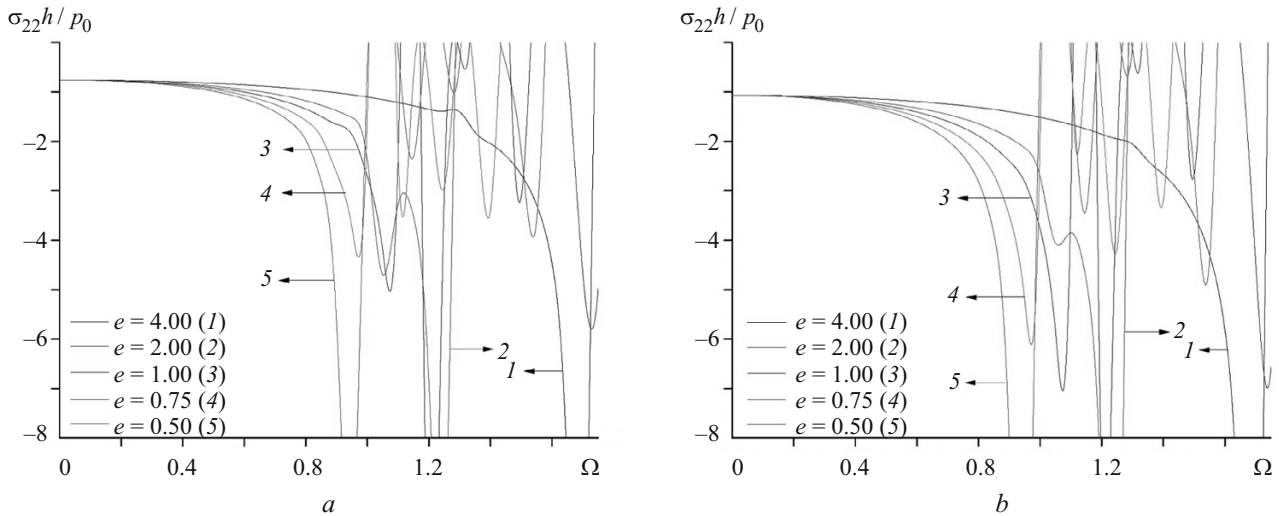 σ₂₂h / p₀
–2
–4
–6
–8
0
0.4
0.8
1.2
Ω
3
4
5
2
1
e = 4.00 (1)
e = 2.00 (2)
e = 1.00 (3)
e = 0.75 (4)
e = 0.50 (5)
a
σ₂₂h / p₀
–2
–4
–6
–8
0
0.4
0.8
1.2
Ω
3
4
5
2
1
e = 4.00 (1)
e = 2.00 (2)
e = 1.00 (3)
e = 0.75 (4)
e = 0.50 (5)
b